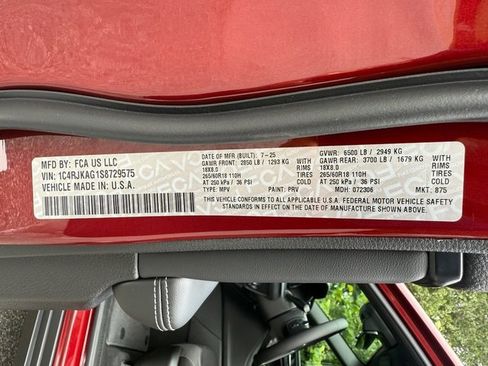 MFD BY: FCA US LLC
VIN: 1C4RJKAG1S8729575
VEHICLE MADE IN: U.S.A.
DATE OF MFR (BUILT): 7-25
GAWR FRONT: 2850 LB / 1293 KG
18X8.0
265/60R18 110H
AT 250 kPa / 36 PSI
WITH
RIMS
TIRES
GVWR: 6500 LB / 2949 KG
GAWR REAR: 3700 LB / 1679 KG
18X8.0
265/60R18 110H
AT 250 kPa / 36 PSI
WITH
RIMS
TIRES
TYPE: MPV
PAINT: PRV
MDH: 072306
MKT: 875
THIS VEHICLE CONFORMS TO ALL APPLICABLE U.S.A. FEDERAL MOTOR VEHICLE SAFETY
STANDARDS IN EFFECT ON THE DATE OF MANUFACTURE SHOWN ABOVE.